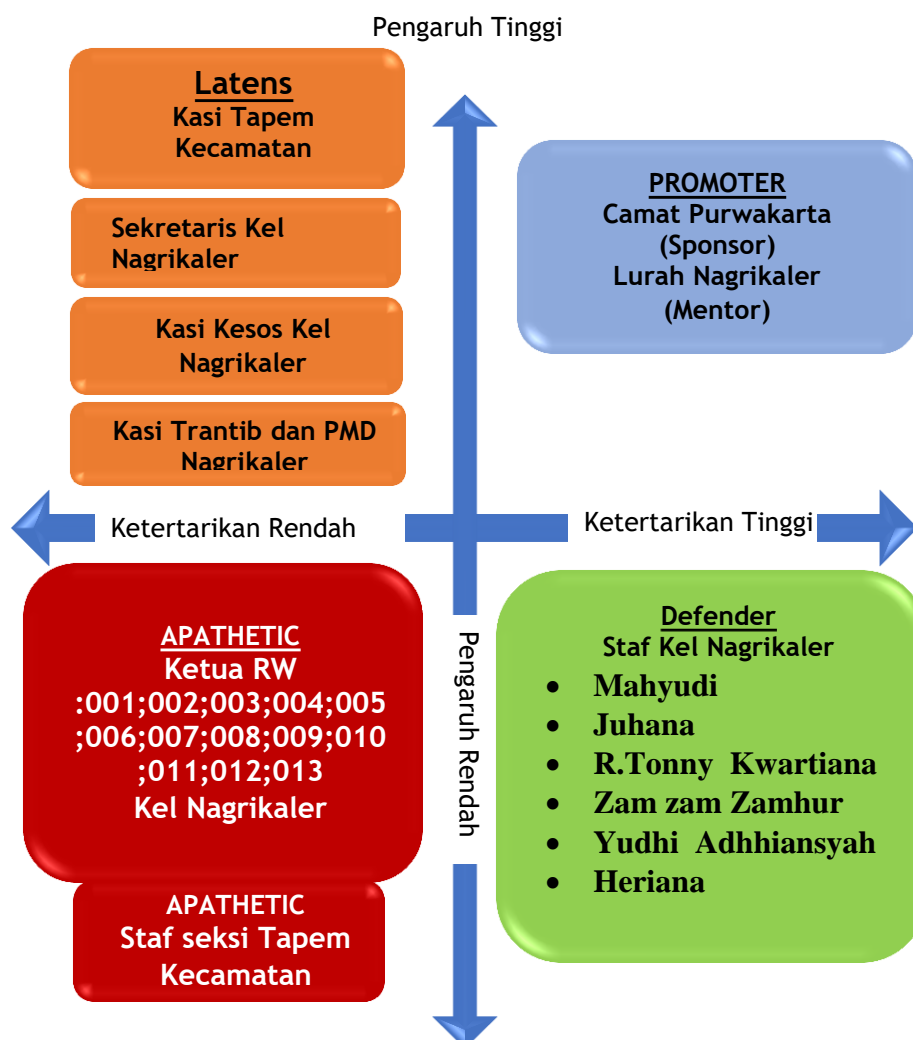 Pengaruh Tinggi
Latens
Kasi Tapem
Kecamatan
Sekretaris Kel
Nagrikaler
Kasi Kesos Kel
Nagrikaler
Kasi Trantib dan PMD
Nagrikaler
PROMOTER
Camat Purwakarta
(Sponsor)
Lurah Nagrikaler
(Mentor)
Ketertarikan Rendah
Ketertarikan Tinggi
APATHETIC
Ketua RW
:001;002;003;004;005
;006;007;008;009;010
;011;012;013
Kel Nagrikaler
APATHETIC
Staf seksi Tapem
Kecamatan
Pengaruh Rendah
Defender
Staf Kel Nagrikaler
• Mahyudi
• Juhana
• R.Tonny Kwartiana
• Zam zam Zamhur
• Yudhi Adhhiansyah
• Heriana